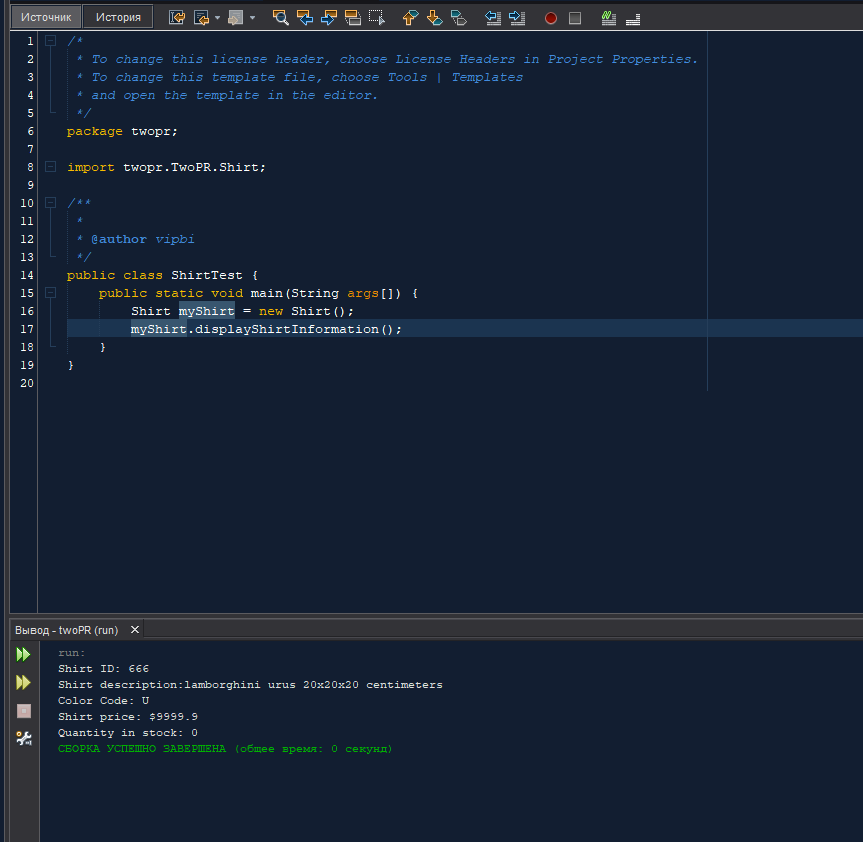 Источник
История
1 /*
2 * To change this license header, choose License Headers in Project Properties.
3 * To change this template file, choose Tools | Templates
4 * and open the template in the editor.
5 */
6 package twopr;
7
8 import twopr.TwoPR.Shirt;
9
10 /**
11 *
12 * @author vipbi
13 */
14 public class ShirtTest {
15 public static void main(String args[]) {
16 Shirt myShirt = new Shirt();
17 myShirt.displayShirtInformation();
18 }
19 }
20
Вывод - twoPR (run)
run:
Shirt ID: 666
Shirt description:lamborghini urus 20x20x20 centimeters
Color Code: U
Shirt price: $9999.9
Quantity in stock: 0
СБОРКА УСПЕШНО ЗАВЕРШЕНА (общее время: 0 секунд)